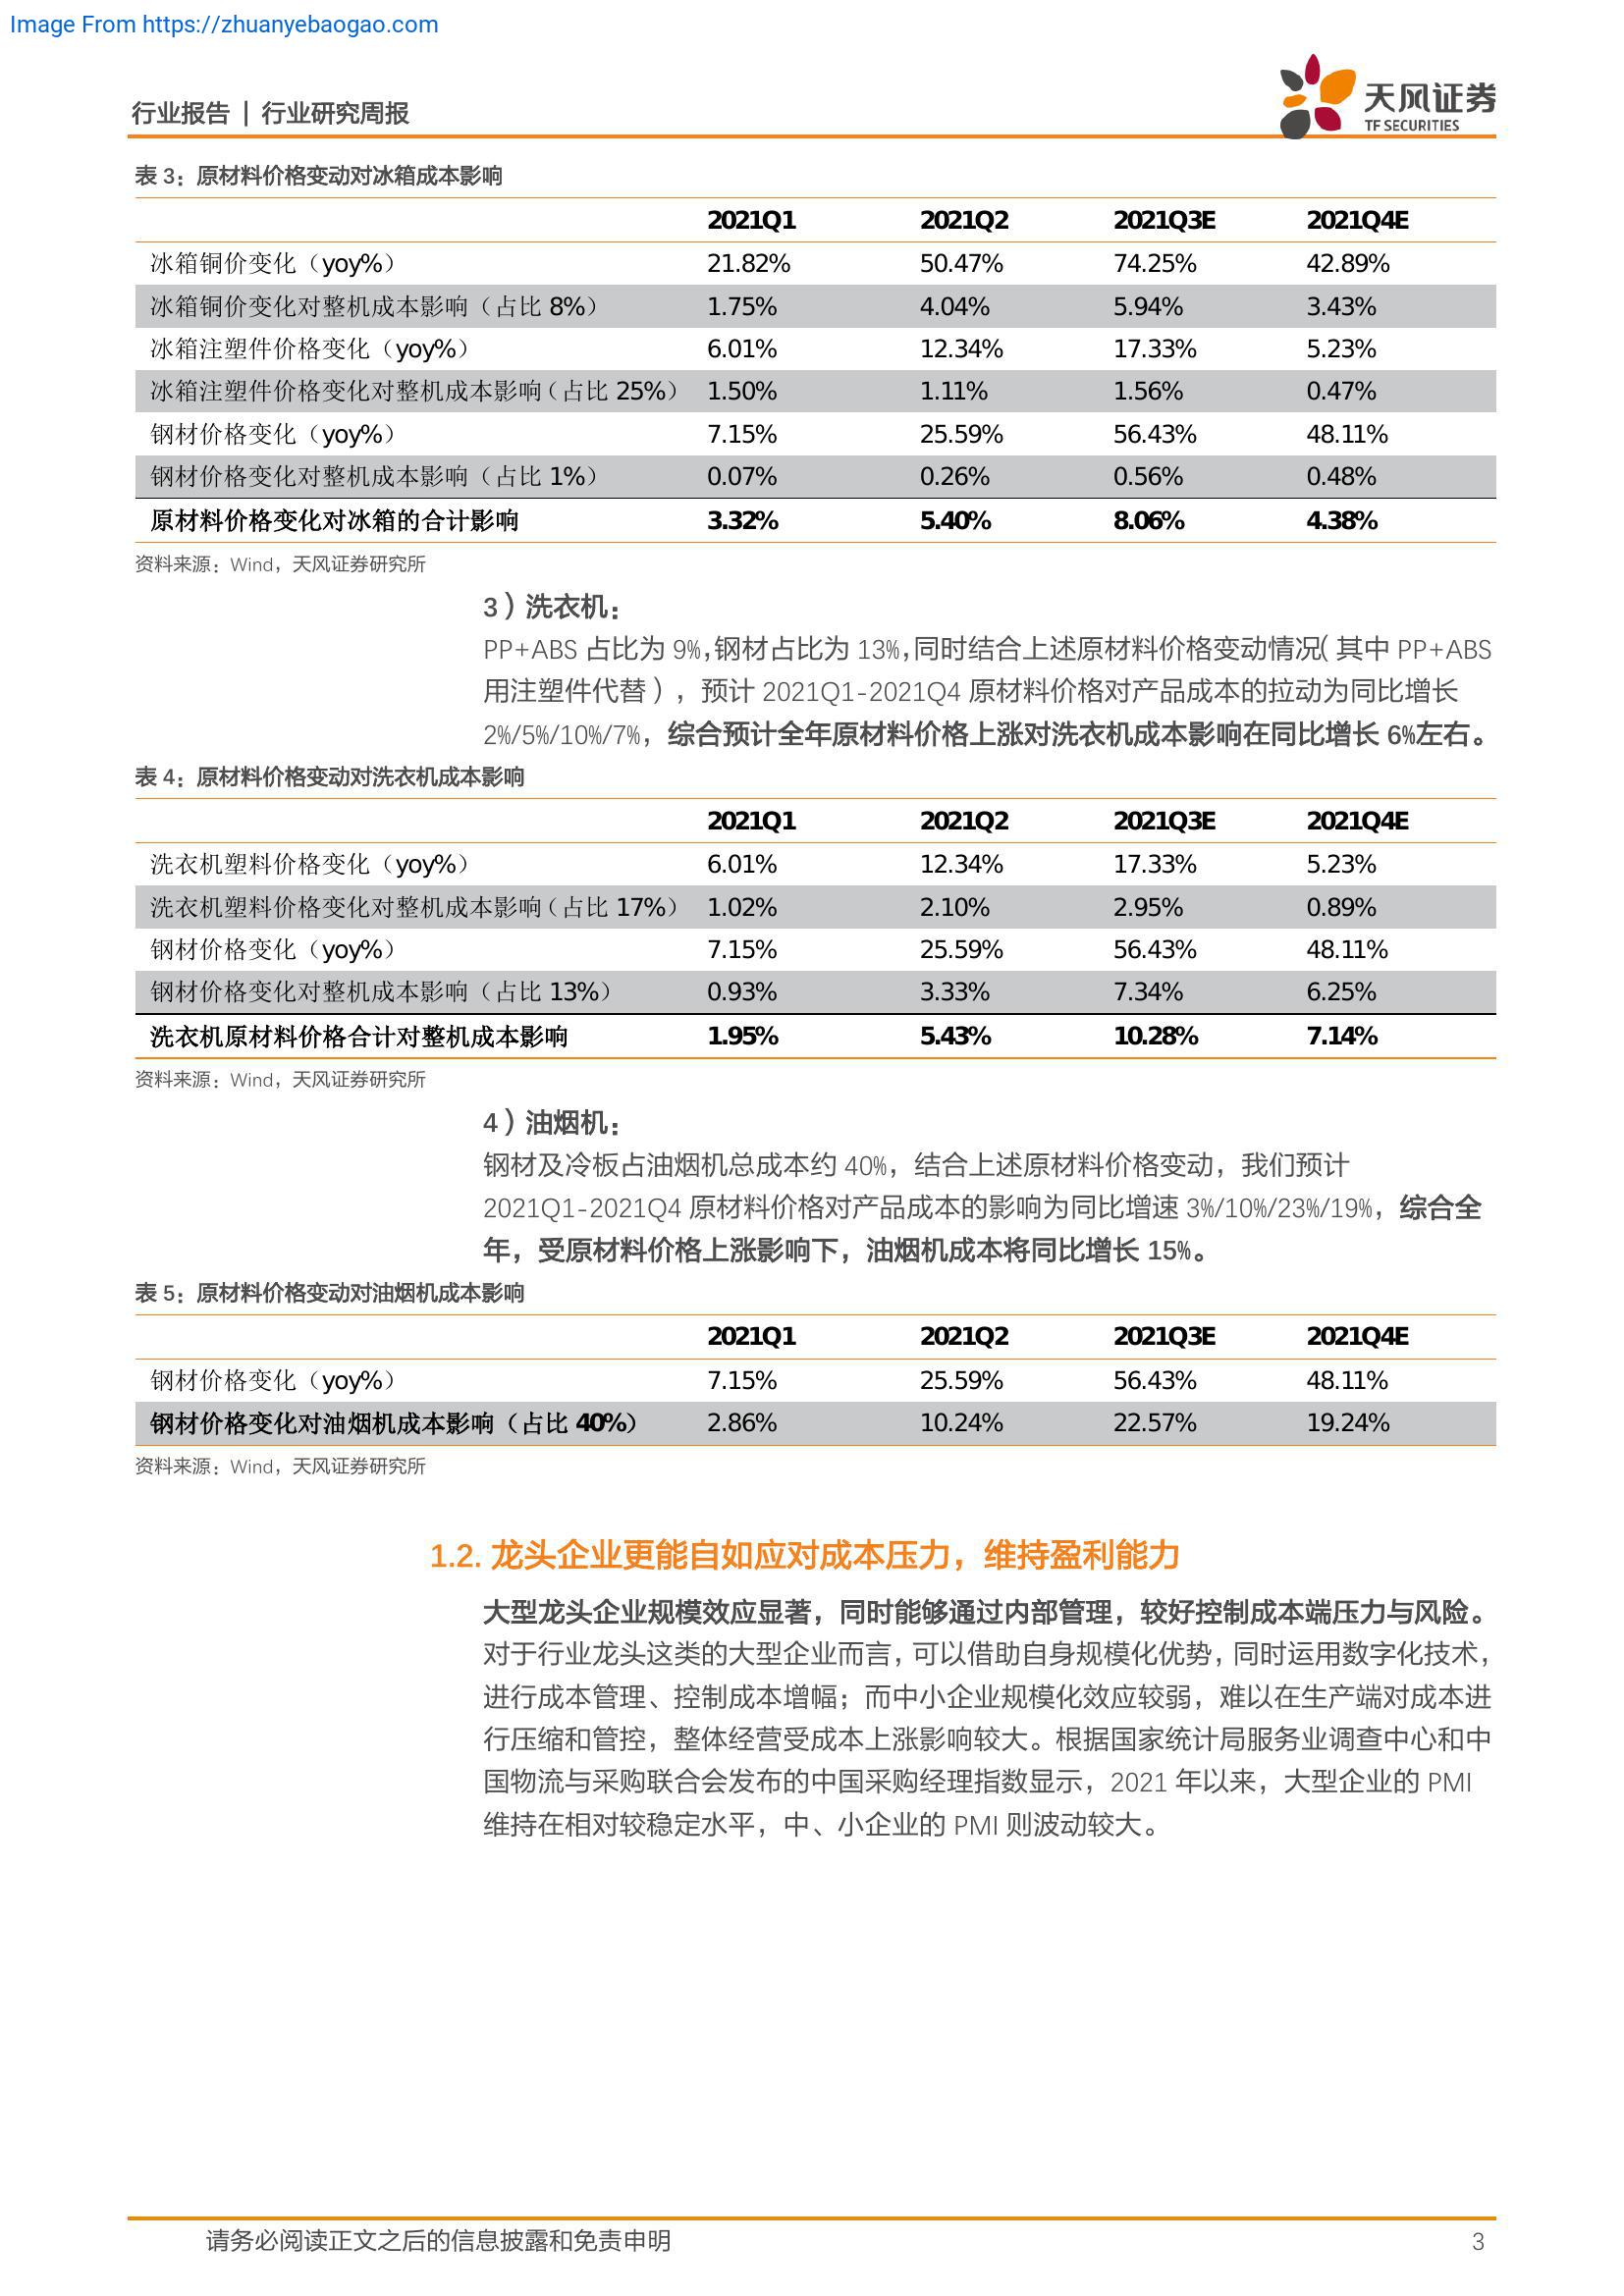 Image From https://zhuanyebaogao.com
行业报告 | 行业研究周报
天风证券
TF SECURITIES
表 3：原材料价格变动对冰箱成本影响
2021Q1 2021Q2 2021Q3E 2021Q4E
冰箱铜价变化（yoy%） 21.82% 50.47% 74.25% 42.89%
冰箱铜价变化对整机成本影响（占比 8%） 1.75% 4.04% 5.94% 3.43%
冰箱注塑件价格变化（yoy%） 6.01% 12.34% 17.33% 5.23%
冰箱注塑件价格变化对整机成本影响（占比 25%） 1.50% 1.11% 1.56% 0.47%
钢材价格变化（yoy%） 7.15% 25.59% 56.43% 48.11%
钢材价格变化对整机成本影响（占比 1%） 0.07% 0.26% 0.56% 0.48%
原材料价格变化对冰箱的合计影响 3.32% 5.40% 8.06% 4.38%
资料来源：Wind，天风证券研究所
3）洗衣机：
PP+ABS 占比为 9%，钢材占比为 13%，同时结合上述原材料价格变动情况（其中 PP+ABS
用注塑件代替），预计 2021Q1-2021Q4 原材料价格对产品成本的拉动为同比增长
2%/5%/10%/7%，综合预计全年原材料价格上涨对洗衣机成本影响在同比增长 6%左右。
表 4：原材料价格变动对洗衣机成本影响
2021Q1 2021Q2 2021Q3E 2021Q4E
洗衣机塑料价格变化（yoy%） 6.01% 12.34% 17.33% 5.23%
洗衣机塑料价格变化对整机成本影响（占比 17%） 1.02% 2.10% 2.95% 0.89%
钢材价格变化（yoy%） 7.15% 25.59% 56.43% 48.11%
钢材价格变化对整机成本影响（占比 13%） 0.93% 3.33% 7.34% 6.25%
洗衣机原材料价格合计对整机成本影响 1.95% 5.43% 10.28% 7.14%
资料来源：Wind，天风证券研究所
4）油烟机：
钢材及冷板占油烟机总成本约 40%，结合上述原材料价格变动，我们预计
2021Q1-2021Q4 原材料价格对产品成本的影响为同比增速 3%/10%/23%/19%，综合全
年，受原材料价格上涨影响下，油烟机成本将同比增长 15%。
表 5：原材料价格变动对油烟机成本影响
2021Q1 2021Q2 2021Q3E 2021Q4E
钢材价格变化（yoy%） 7.15% 25.59% 56.43% 48.11%
钢材价格变化对油烟机成本影响（占比 40%） 2.86% 10.24% 22.57% 19.24%
资料来源：Wind，天风证券研究所
1.2. 龙头企业更能自如应对成本压力，维持盈利能力
大型龙头企业规模效应显著，同时能够通过内部管理，较好控制成本端压力与风险。
对于行业龙头这类的大型企业而言，可以借助自身规模化优势，同时运用数字化技术，
进行成本管理、控制成本增幅；而中小企业规模化效应较弱，难以在生产端对成本进
行压缩和管控，整体经营受成本上涨影响较大。根据国家统计局服务业调查中心和中
国物流与采购联合会发布的中国采购经理指数显示，2021 年以来，大型企业的 PMI
维持在相对较稳定水平，中、小企业的 PMI 则波动较大。
请务必阅读正文之后的信息披露和免责申明 3